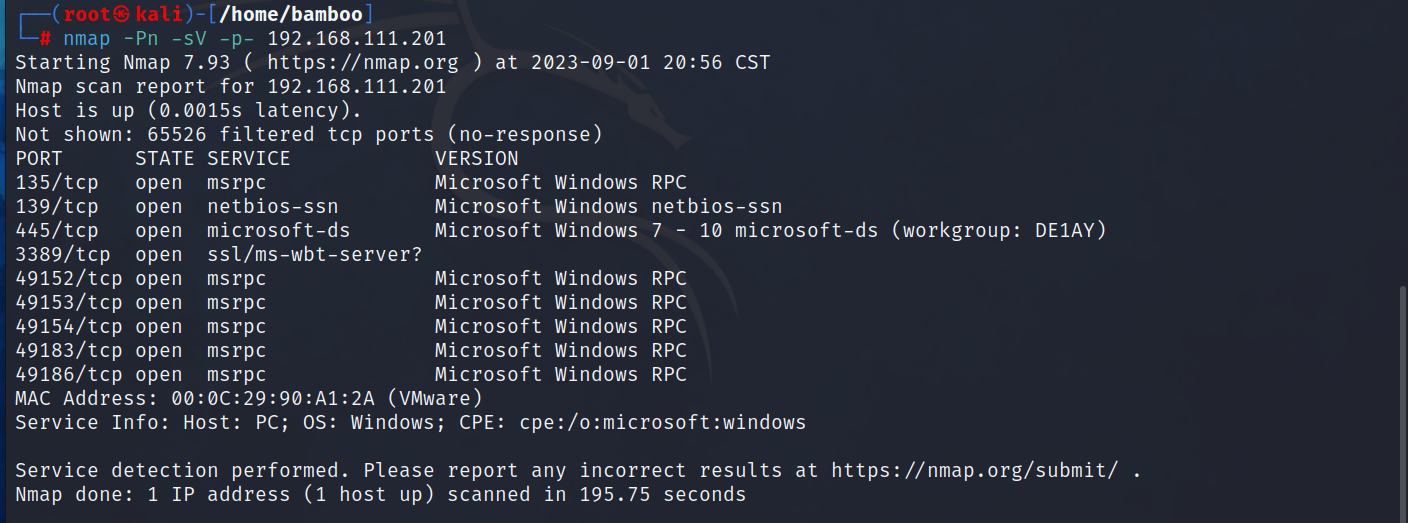 ┌──(root㉿kali)-[/home/bamboo]
└─# nmap -Pn -sV -p- 192.168.111.201
Starting Nmap 7.93 ( https://nmap.org ) at 2023-09-01 20:56 CST
Nmap scan report for 192.168.111.201
Host is up (0.0015s latency).
Not shown: 65526 filtered tcp ports (no-response)
PORT      STATE SERVICE            VERSION
135/tcp   open  msrpc              Microsoft Windows RPC
139/tcp   open  netbios-ssn        Microsoft Windows netbios-ssn
445/tcp   open  microsoft-ds       Microsoft Windows 7 - 10 microsoft-ds (workgroup: DE1AY)
3389/tcp  open  ssl/ms-wbt-server?
49152/tcp open  msrpc              Microsoft Windows RPC
49153/tcp open  msrpc              Microsoft Windows RPC
49154/tcp open  msrpc              Microsoft Windows RPC
49183/tcp open  msrpc              Microsoft Windows RPC
49186/tcp open  msrpc              Microsoft Windows RPC
MAC Address: 00:0C:29:90:A1:2A (VMware)
Service Info: Host: PC; OS: Windows; CPE: cpe:/o:microsoft:windows
Service detection performed. Please report any incorrect results at https://nmap.org/submit/ .
Nmap done: 1 IP address (1 host up) scanned in 195.75 seconds